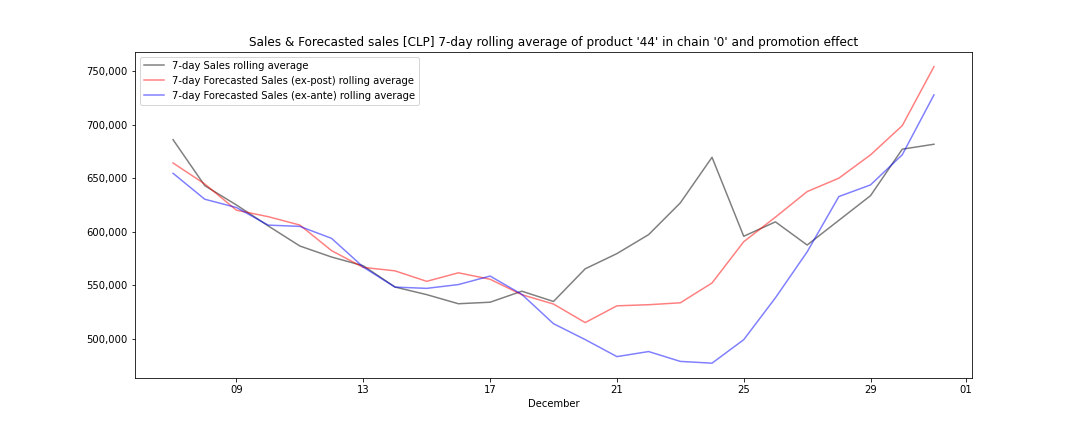 Sales & Forecasted sales [CLP] 7-day rolling average of product '44' in chain '0' and promotion effect
7-day Sales rolling average
7-day Forecasted Sales (ex-post) rolling average
7-day Forecasted Sales (ex-ante) rolling average
750,000
700,000
650,000
600,000
550,000
500,000
09
13
17
21
25
29
01
December